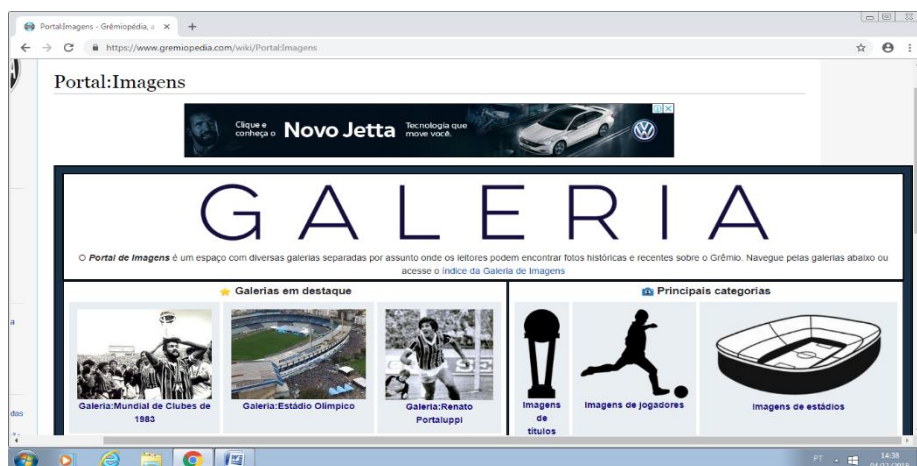 Portal:Imagens - Grêmiopédia, a
https://www.gremiopedia.com/wiki/Portal:Imagens
Portal:Imagens
Clique e
conheça o
Novo Jetta
Tecnologia que
move você.
GALERIA
O Portal de Imagens é um espaço com diversas galerias separadas por assunto onde os leitores podem encontrar fotos históricas e recentes sobre o Grêmio. Navegue pelas galerias abaixo ou
acesse o índice da Galeria de Imagens
Galerias em destaque
Principais categorias
Galeria:Mundial de Clubes de
1983
Galeria:Estádio Olímpico
Galeria:Renato
Portaluppi
Imagens
de
títulos
Imagens de jogadores
Imagens de estádios
a
das
PT
14:38
04/11/2018